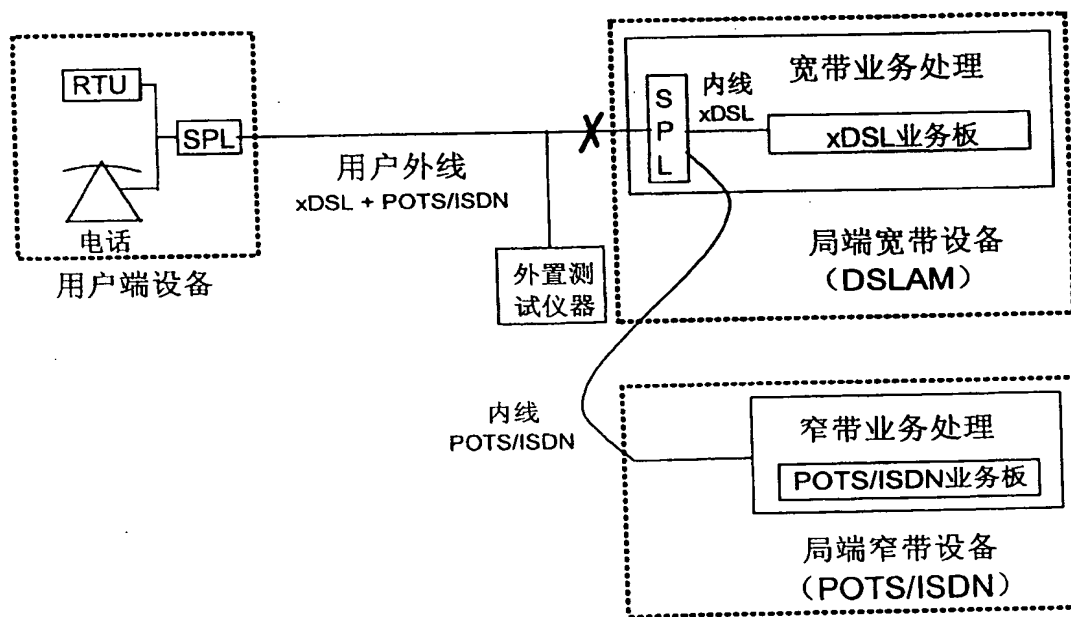 RTU
SPL
电话
用户端设备
用户外线
xDSL + POTS/ISDN
外置测
试仪器
宽带业务处理
S
P
L
内线
xDSL
xDSL业务板
局端宽带设备
（DSLAM）
内线
POTS/ISDN
窄带业务处理
POTS/ISDN业务板
局端窄带设备
（POTS/ISDN）